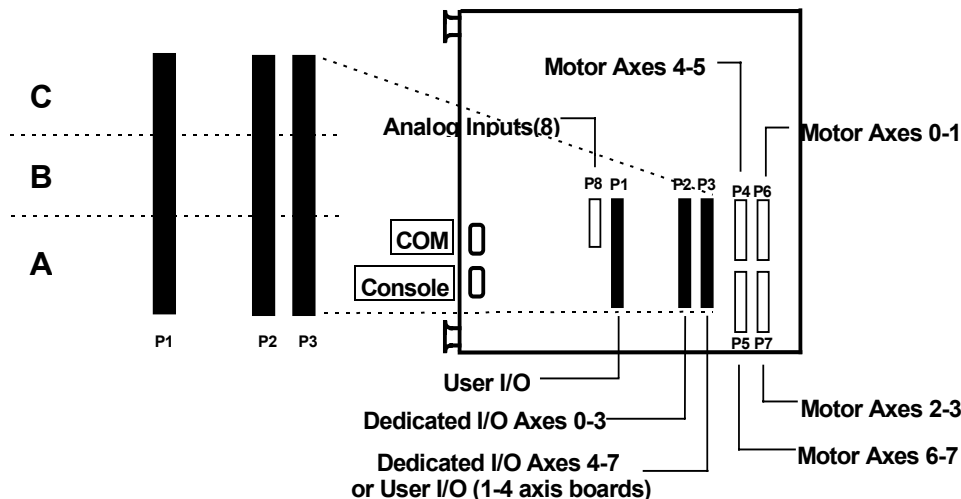 C
B
A
P1
P2
P3
Motor Axes 4-5
Analog Inputs(8)
Motor Axes 0-1
P8
P1
P2
P3
P4
P6
COM
Console
P5
P7
User I/O
Dedicated I/O Axes 0-3
Motor Axes 2-3
Dedicated I/O Axes 4-7
or User I/O (1-4 axis boards)
Motor Axes 6-7